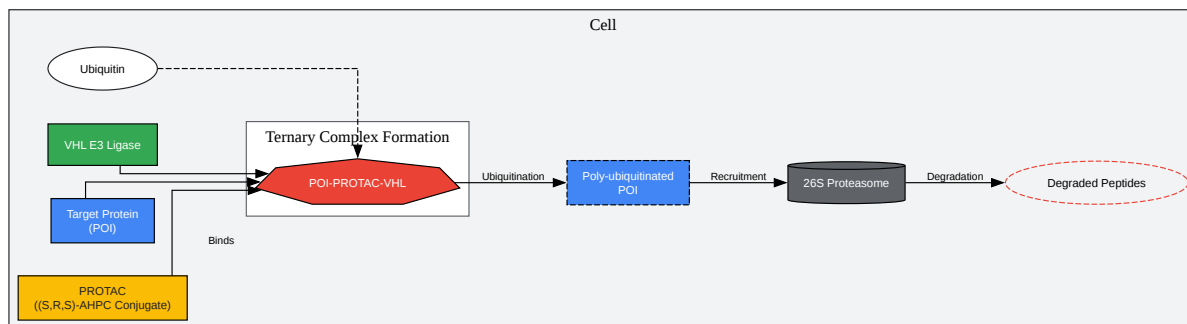 Cell
Ubiquitin
VHL E3 Ligase
Ternary Complex Formation
POI-PROTAC-VHL
Ubiquitination
Poly-ubiquitinated
POI
Recruitment
26S Proteasome
Degradation
Degraded Peptides
Target Protein
(POI)
Binds
PROTAC
((S,R,S)-AHPC Conjugate)